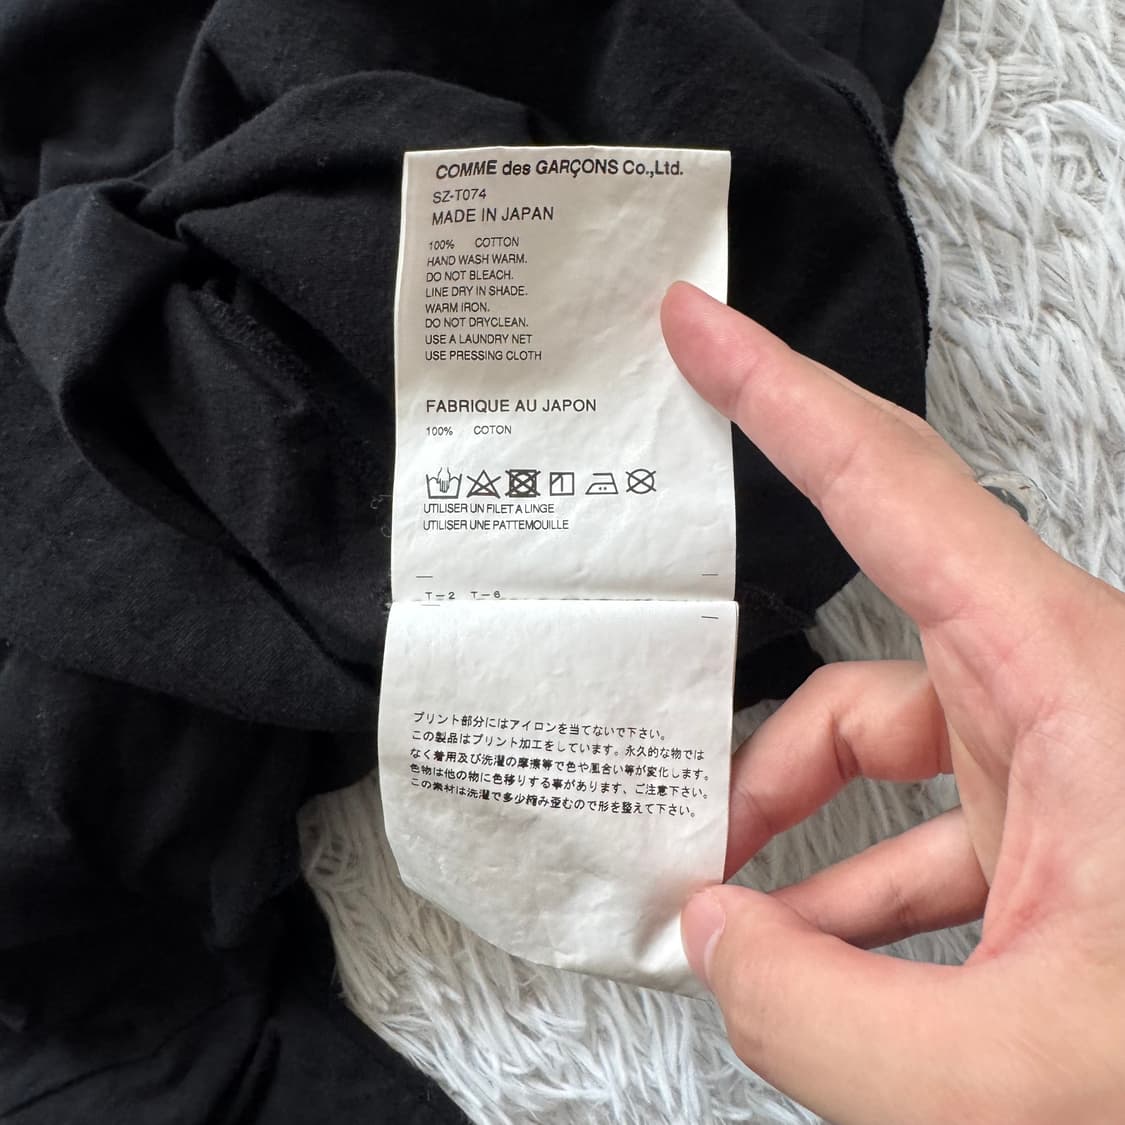 COMME des GARÇONS Co.,Ltd.
SZ-T074
MADE IN JAPAN
100% COTTON
HAND WASH WARM.
DO NOT BLEACH.
LINE DRY IN SHADE.
WARM IRON.
DO NOT DRYCLEAN.
USE A LAUNDRY NET
USE PRESSING CLOTH
FABRIQUE AU JAPON
100% COTON
UTILISER UN FILET A LINGE
UTILISER UNE PATTEMOUILLE
T-2 T-6
プリント部分にはアイロンを当てないで下さい。
この製品はプリント加工をしています。永久的な物では
なく着用及び洗濯の摩擦等で色や風合い等が変化します。
色物は他の物に色移りする事があります、ご注意下さい。
この素材は洗濯で多少縮み歪むので形を整えて下さい。